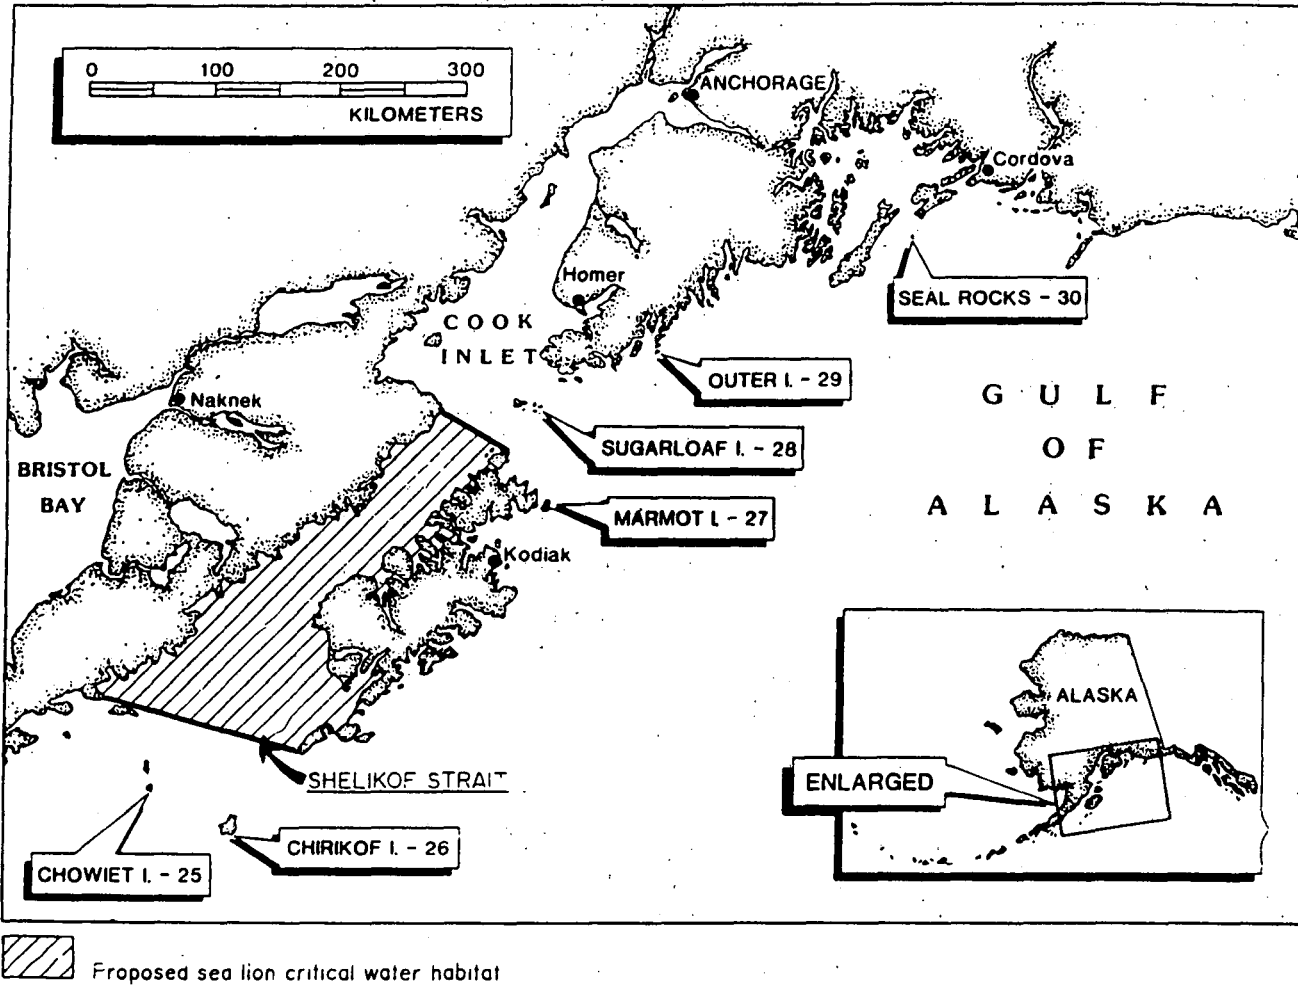 0 100 200 300
KILOMETERS
ANCHORAGE
Cordova
Homer
SEAL ROCKS - 30
COOK
INLET
OUTER I. - 29
Naknek
GULF
OF
ALASKA
SUGARLOAF I. - 28
BRISTOL
BAY
MARMOT I. - 27
Kodiak
ALASKA
ENLARGED
SHELIKOF STRAIT
CHIRIKOF I. - 26
CHOWIET I. - 25
Proposed sea lion critical water habitat